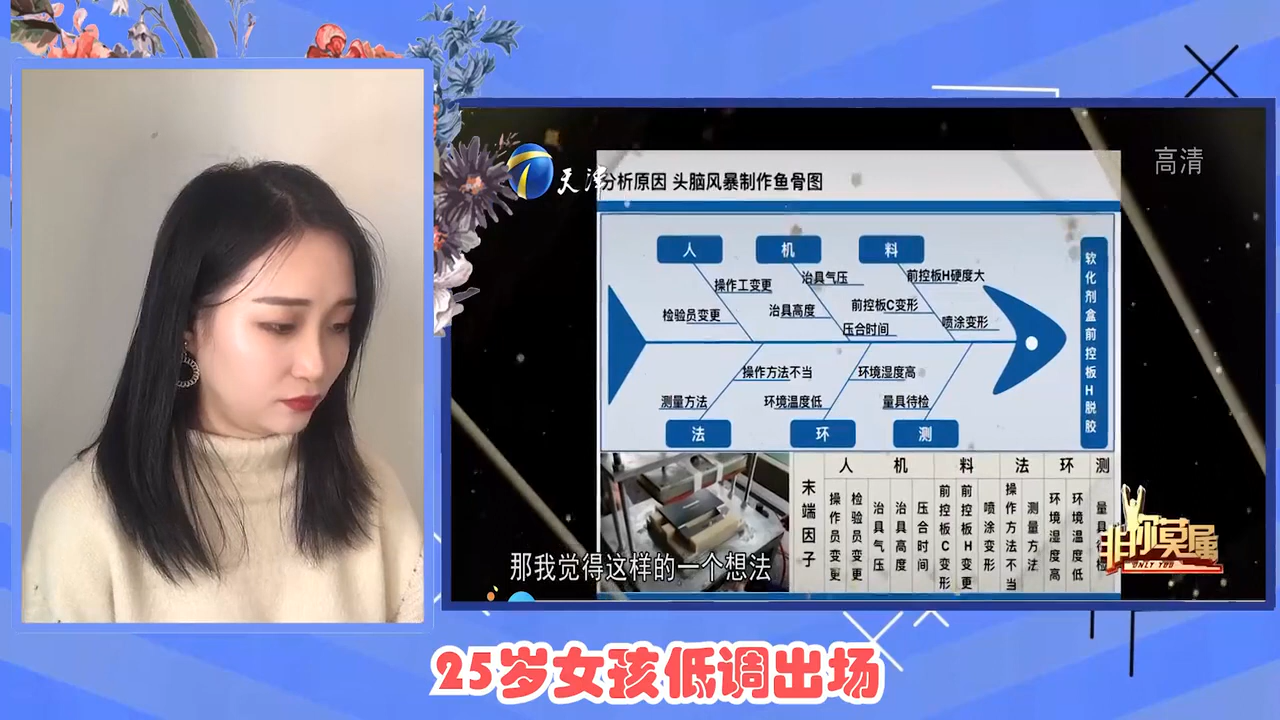 高清
天津
分析原因 头脑风暴制作鱼骨图
人
机
料
操作工变更
检验员变更
治具气压
治具高度
压合时间
前控板H硬度大
前控板C变形
喷涂变形
软化剂盒前控板H脱胶
操作方法不当
测量方法
环境湿度高
环境温度低
量具待检
法
环
测
人 机 料 法 环 测
末端因子
操作员变更
检验员变更
治具气压
治具高度
压合时间
前控板C变形
前控板H变更
喷涂变形
操作方法不当
测量方法
环境湿度高
环境温度低
量具待检
非你莫属
ONLY YOU
那我觉得这样的一个想法
25岁女孩低调出场